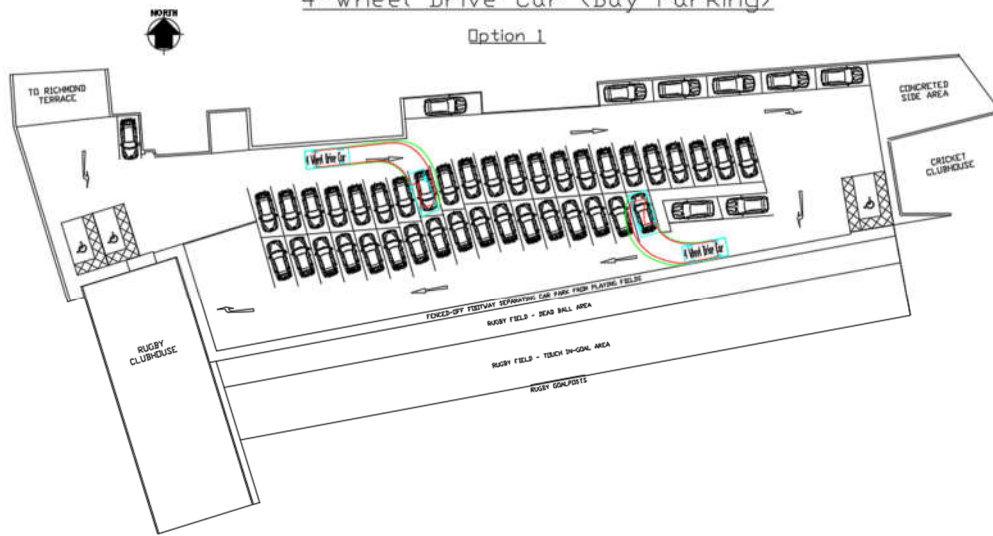 4 Wheel Drive Car (Bay Parking)
Option 1
NORTH
TO RICHMOND
TERRACE
CONCRETED
SIDE AREA
CRICKET
CLUBHOUSE
4 Wheel Drive Car
4 Wheel Drive Car
FENCED-OFF FOOTWAY SEPARATING CAR PARK FROM PLAYING FIELDS
RUGBY FIELD - DEAD BALL AREA
RUGBY
CLUBHOUSE
RUGBY FIELD - TOUCH IN-GOAL AREA
RUGBY GOALPOSTS